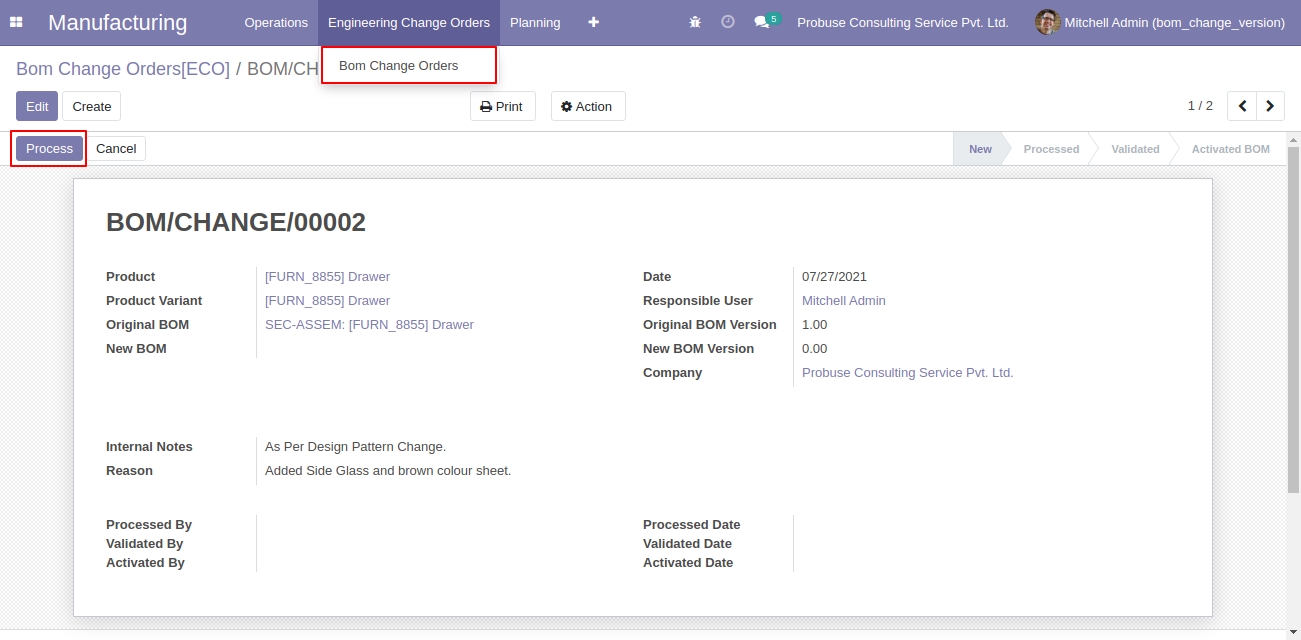 Manufacturing Operations Engineering Change Orders Planning 5 Probuse Consulting Service Pvt. Ltd. Mitchell Admin (bom_change_version)
Bom Change Orders[ECO] / BOM/CH
Bom Change Orders
Edit Create Print Action 1 / 2
Process Cancel New Processed Validated Activated BOM
BOM/CHANGE/00002
Product [FURN_8855] Drawer Date 07/27/2021
Product Variant [FURN_8855] Drawer Responsible User Mitchell Admin
Original BOM SEC-ASSEM: [FURN_8855] Drawer Original BOM Version 1.00
New BOM New BOM Version 0.00
Company Probuse Consulting Service Pvt. Ltd.
Internal Notes As Per Design Pattern Change.
Reason Added Side Glass and brown colour sheet.
Processed By Processed Date
Validated By Validated Date
Activated By Activated Date